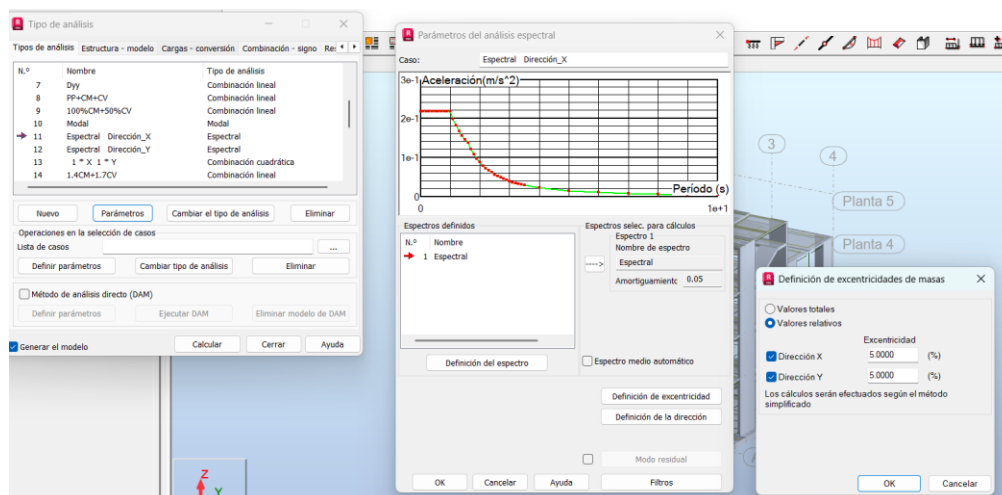 Tipo de análisis
Tipos de análisis Estructura - modelo Cargas - conversión Combinación - signo Re:
N.º Nombre Tipo de análisis
7 Dyy Combinación lineal
8 PP+CM+CV Combinación lineal
9 100%CM+50%CV Combinación lineal
10 Modal Modal
11 Espectral Dirección_X Espectral
12 Espectral Dirección_Y Espectral
13 1 * X 1 * Y Combinación cuadrática
14 1.4CM+1.7CV Combinación lineal
Nuevo Parámetros Cambiar el tipo de análisis Eliminar
Operaciones en la selección de casos
Lista de casos ...
Definir parámetros Cambiar tipo de análisis Eliminar
Método de análisis directo (DAM)
Definir parámetros Ejecutar DAM Eliminar modelo de DAM
Generar el modelo Calcular Cerrar Ayuda
Z
Y
Parámetros del análisis espectral
Caso: Espectral Dirección_X
3e-1 Aceleración(m/s^2)
2e-1
1e-1
Período (s)
0
0 1e+1
Espectros definidos
N.º Nombre
1 Espectral
Definición del espectro
Espectros selec. para cálculos
Espectro 1
Nombre de espectro
---->
Espectral
Amortiguamientc 0.05
Espectro medio automático
Definición de excentricidad
Definición de la dirección
Modo residual
OK Cancelar Ayuda Filtros
3
4
Planta 5
Planta 4
Definición de excentricidades de masas
Valores totales
Valores relativos
Excentricidad
Dirección X 5.0000 (%)
Dirección Y 5.0000 (%)
Los cálculos serán efectuados según el método
simplificado
OK Cancelar